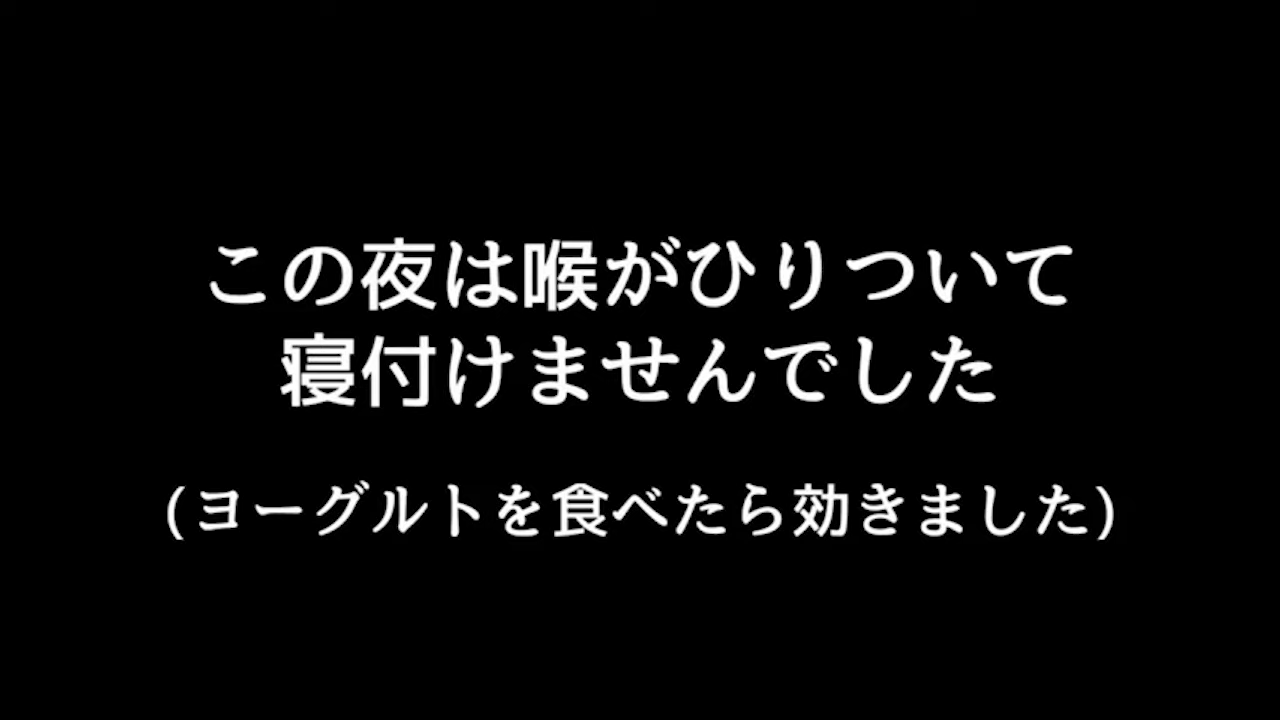 この夜は喉がひりついて
寝付けませんでした
(ヨーグルトを食べたら効きました)